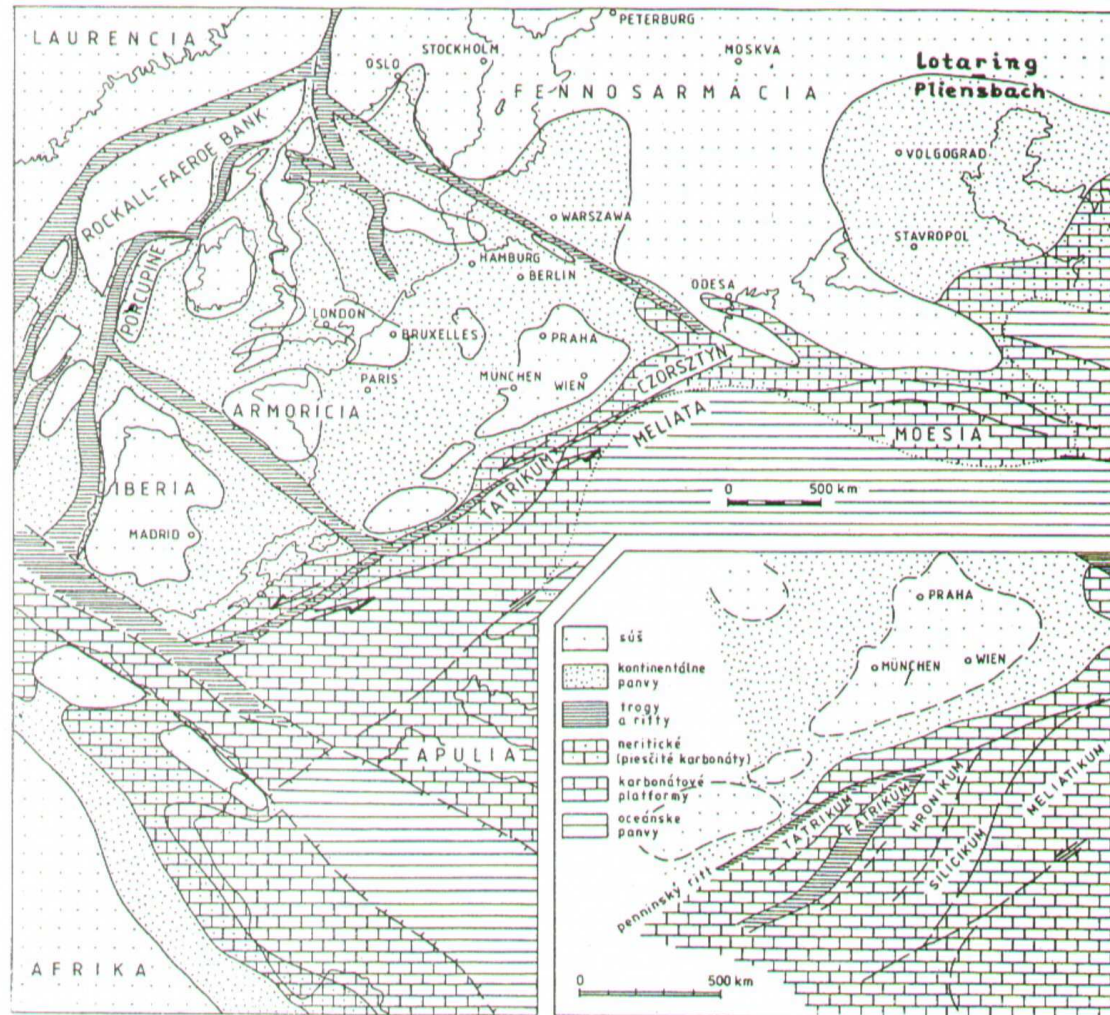 LAURENCIA
PETERBURG
STOCKHOLM
MOSKVA
OSLO
Lotaring
Pliensbach
FENNOSARMÁCIA
ROCKALL-FAEROE BANK
VOLGOGRAD
WARSZAWA
STAVROPOL
HAMBURG
BERLIN
PORCUPINE
ODESA
LONDON
BRUXELLES
PRAHA
CZORSZTYN
MÜNCHEN
WIEN
PARIS
ARMORICIA
MELIATA
MOESIA
TATRIKUM
IBERIA
0 500 km
MADRID
PRAHA
súš
MÜNCHEN
WIEN
kontinentálne
panvy
trogy
a rifty
neritické
(piesčité karbonáty)
APULIA
karbonátové
platformy
oceánske
panvy
TATRIKUM
FATRIKUM
HRONIKUM
SILICIKUM
MELIATIKUM
penninský rift
AFRIKA
0 500 km